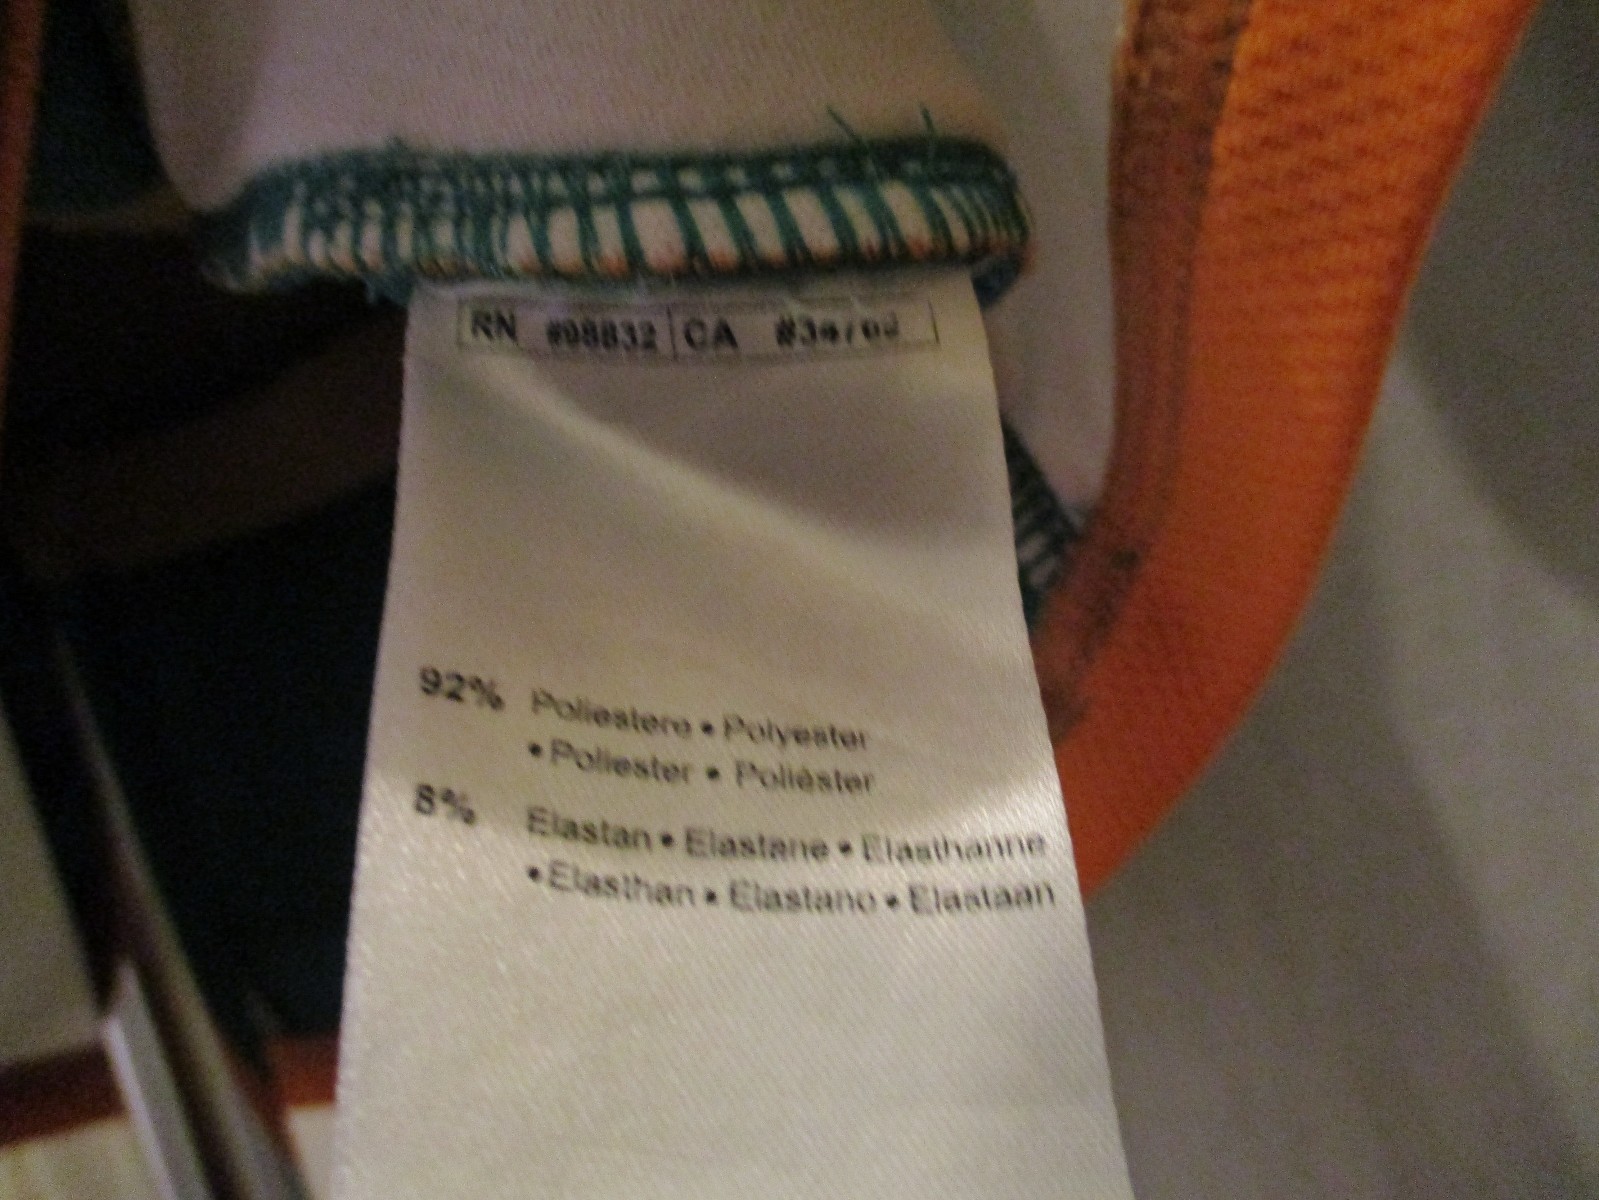 RN #98832 CA
92% Poliestere • Polyester
• Poliester • Poliéster
8% Elastan • Elastane • Elasthanne
• Elasthan • Elastano • Elastaan